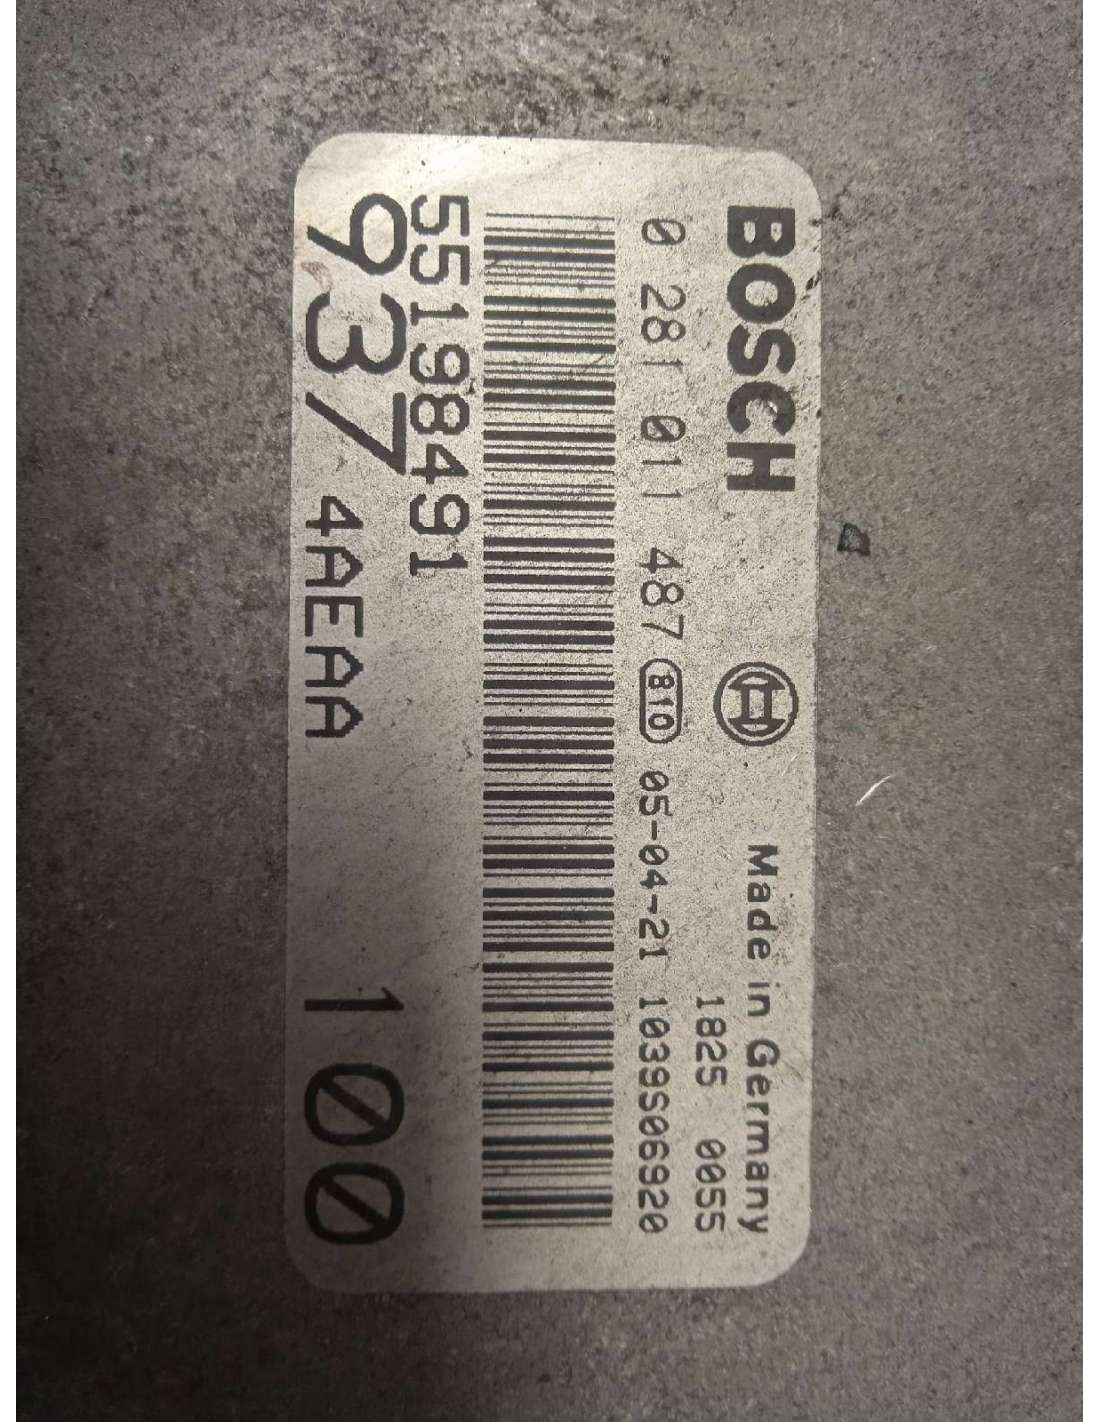 BOSCH Made in Germany
1825 0055
0 281 011 487 810 05-04-21 1039S06920
55198491
937 4AEAA 100